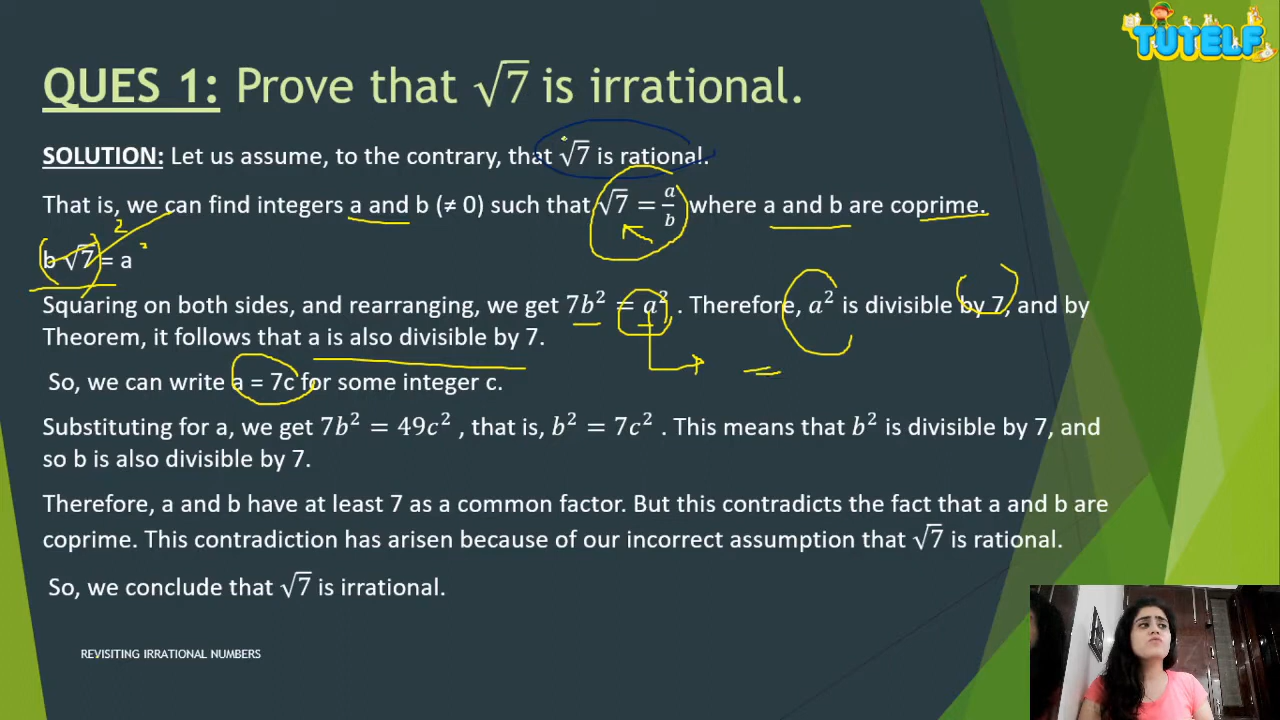 TUTELF
QUES 1: Prove that √7 is irrational.
SOLUTION: Let us assume, to the contrary, that √7 is rational.
That is, we can find integers a and b (≠ 0) such that √7 = a/b where a and b are coprime.
2 2
b √7 = a
Squaring on both sides, and rearranging, we get 7b² = a² . Therefore, a² is divisible by 7, and by
Theorem, it follows that a is also divisible by 7.
So, we can write a = 7c for some integer c.
Substituting for a, we get 7b² = 49c² , that is, b² = 7c² . This means that b² is divisible by 7, and
so b is also divisible by 7.
Therefore, a and b have at least 7 as a common factor. But this contradicts the fact that a and b are
coprime. This contradiction has arisen because of our incorrect assumption that √7 is rational.
So, we conclude that √7 is irrational.
REVISITING IRRATIONAL NUMBERS